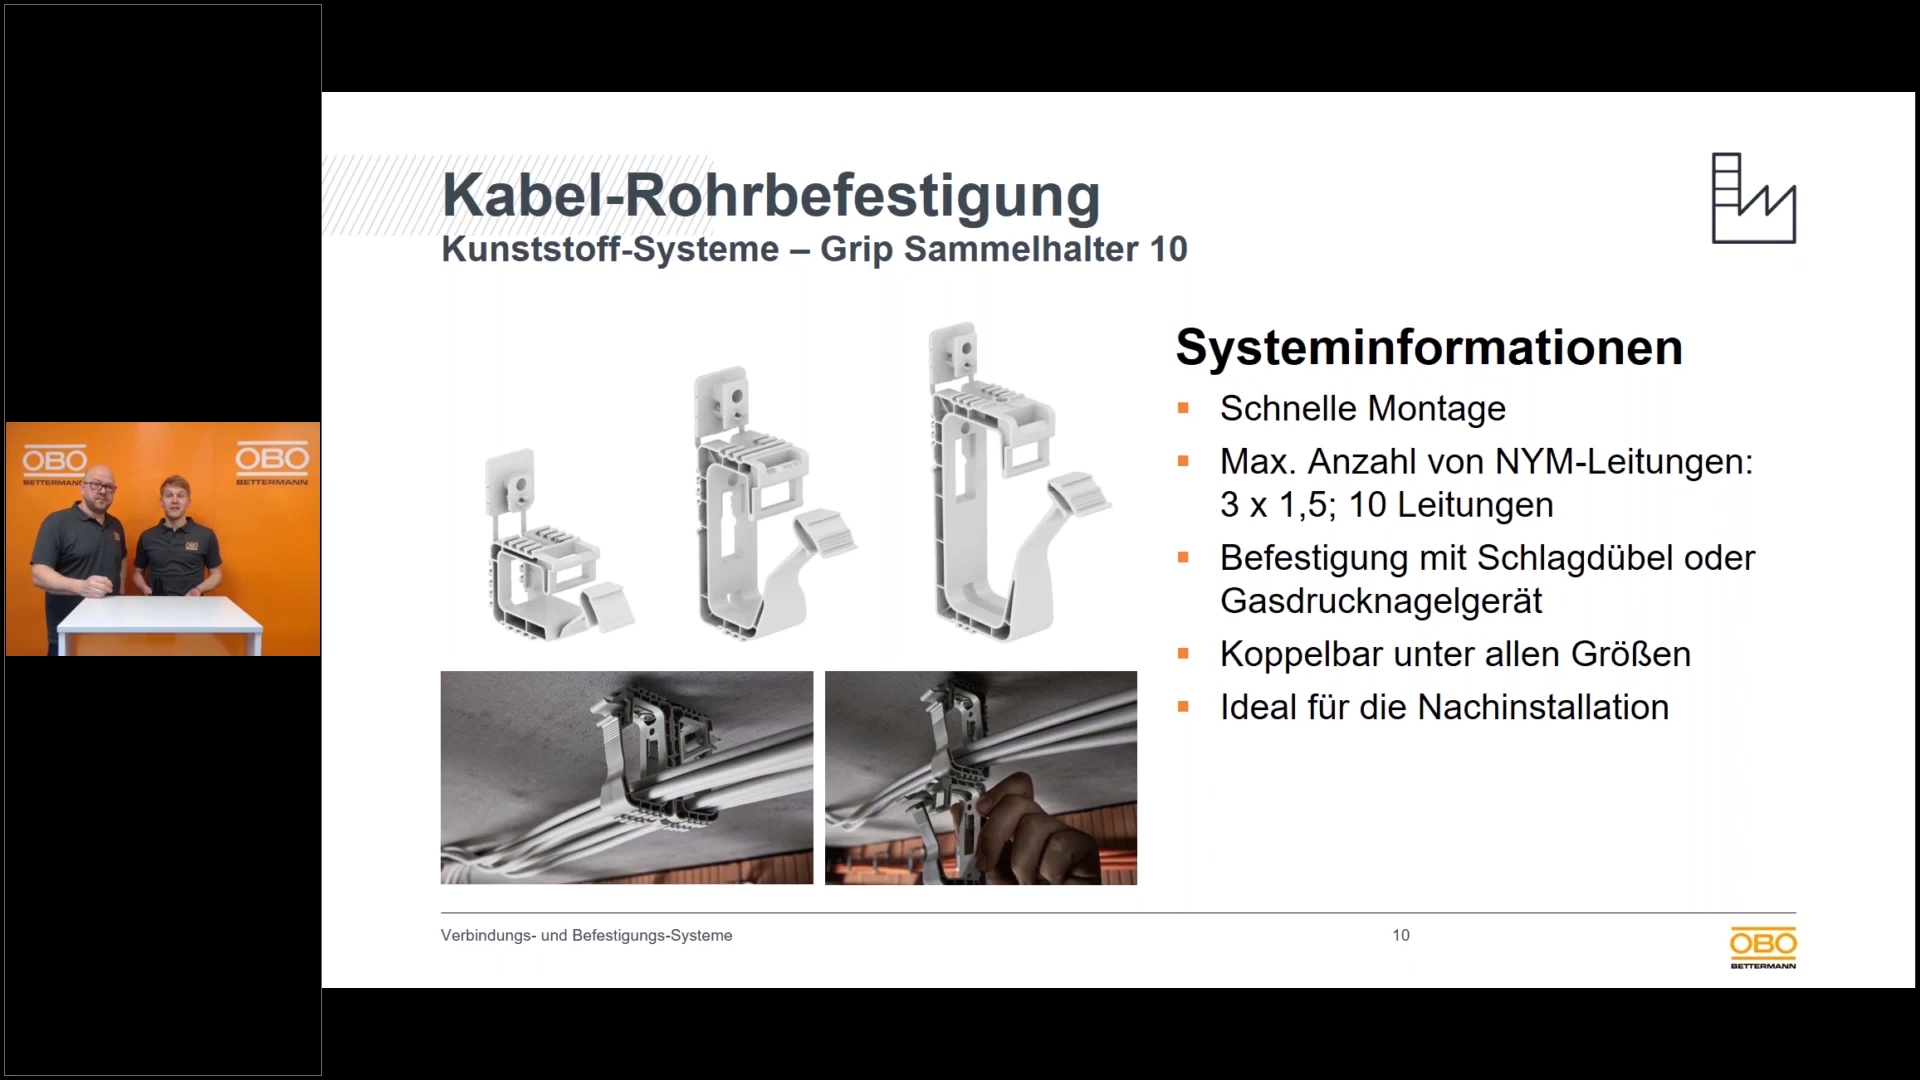 OBO
BETTERMANN
OBO
BETTERMANN
Kabel-Rohrbefestigung
Kunststoff-Systeme – Grip Sammelhalter 10
Systeminformationen
Schnelle Montage
Max. Anzahl von NYM-Leitungen:
3 x 1,5; 10 Leitungen
Befestigung mit Schlagdübel oder
Gasdrucknagelgerät
Koppelbar unter allen Größen
Ideal für die Nachinstallation
Verbindungs- und Befestigungs-Systeme
10
OBO
BETTERMANN